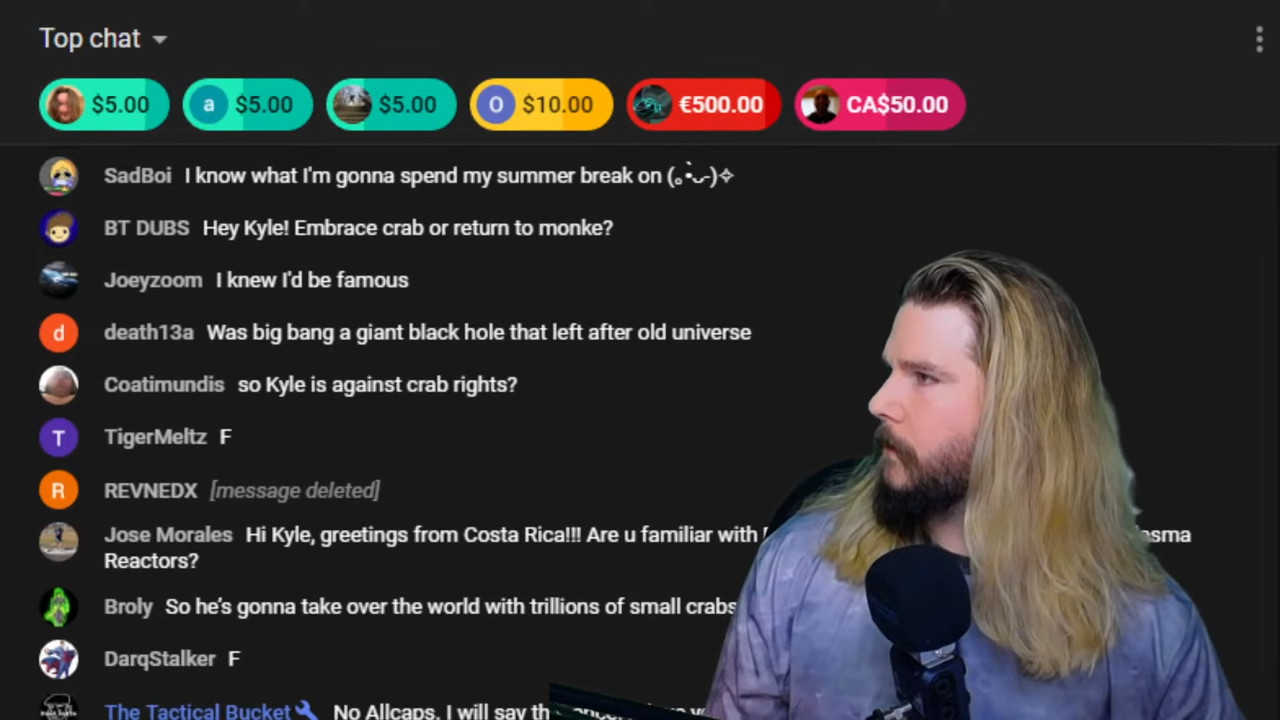 Top chat
$5.00 a $5.00 $5.00 O $10.00 €500.00 CA$50.00
SadBoi I know what I'm gonna spend my summer break on (｡•̀ᴗ-)✧
BT DUBS Hey Kyle! Embrace crab or return to monke?
Joeyzoom I knew I'd be famous
d death13a Was big bang a giant black hole that left after old universe
Coatimundis so Kyle is against crab rights?
T TigerMeltz F
R REVNEDX [message deleted]
Jose Morales Hi Kyle, greetings from Costa Rica!!! Are u familiar with
Reactors?
Broly So he's gonna take over the world with trillions of small crabs
DarqStalker F
The Tactical Bucket No Allcaps, I will say